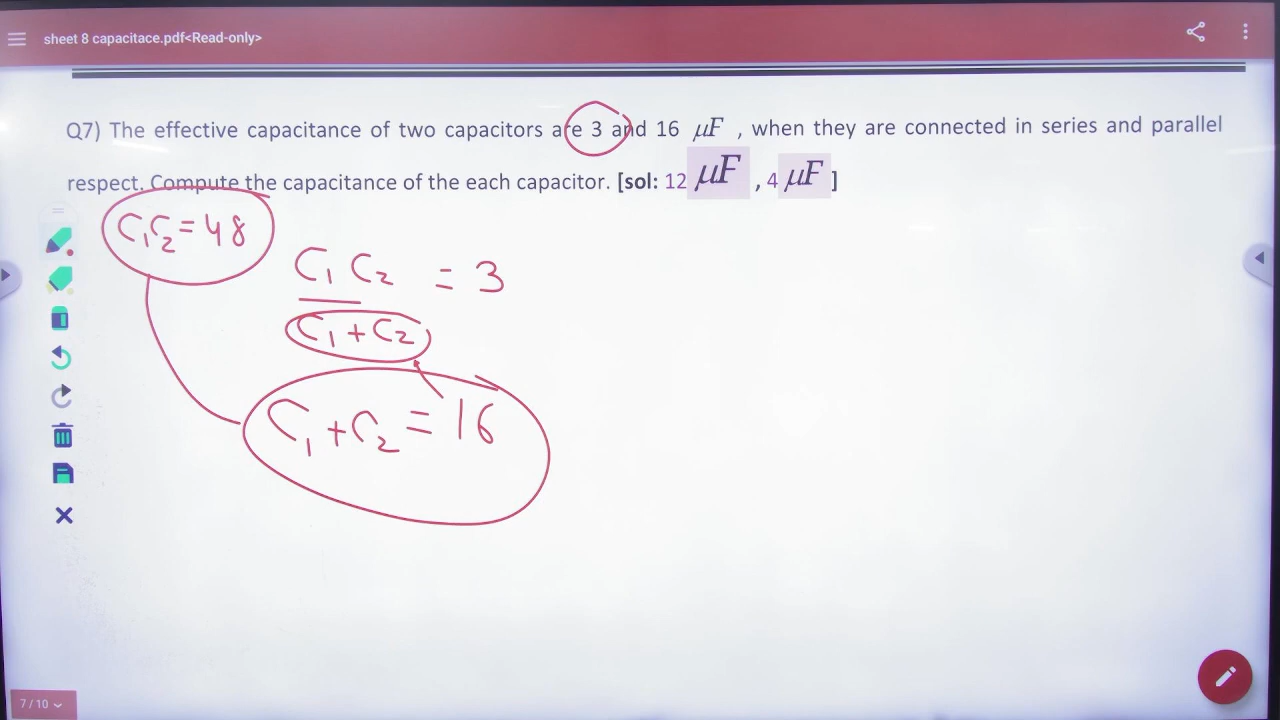 sheet 8 capacitace.pdf<Read-only>
Q7) The effective capacitance of two capacitors are 3 and 16 μF , when they are connected in series and parallel
respect. Compute the capacitance of the each capacitor. [sol: 12 μF , 4 μF ]
C₁C₂ = 48
C₁ C₂ = 3
C₁ + C₂
C₁ + C₂ = 16
7 / 10